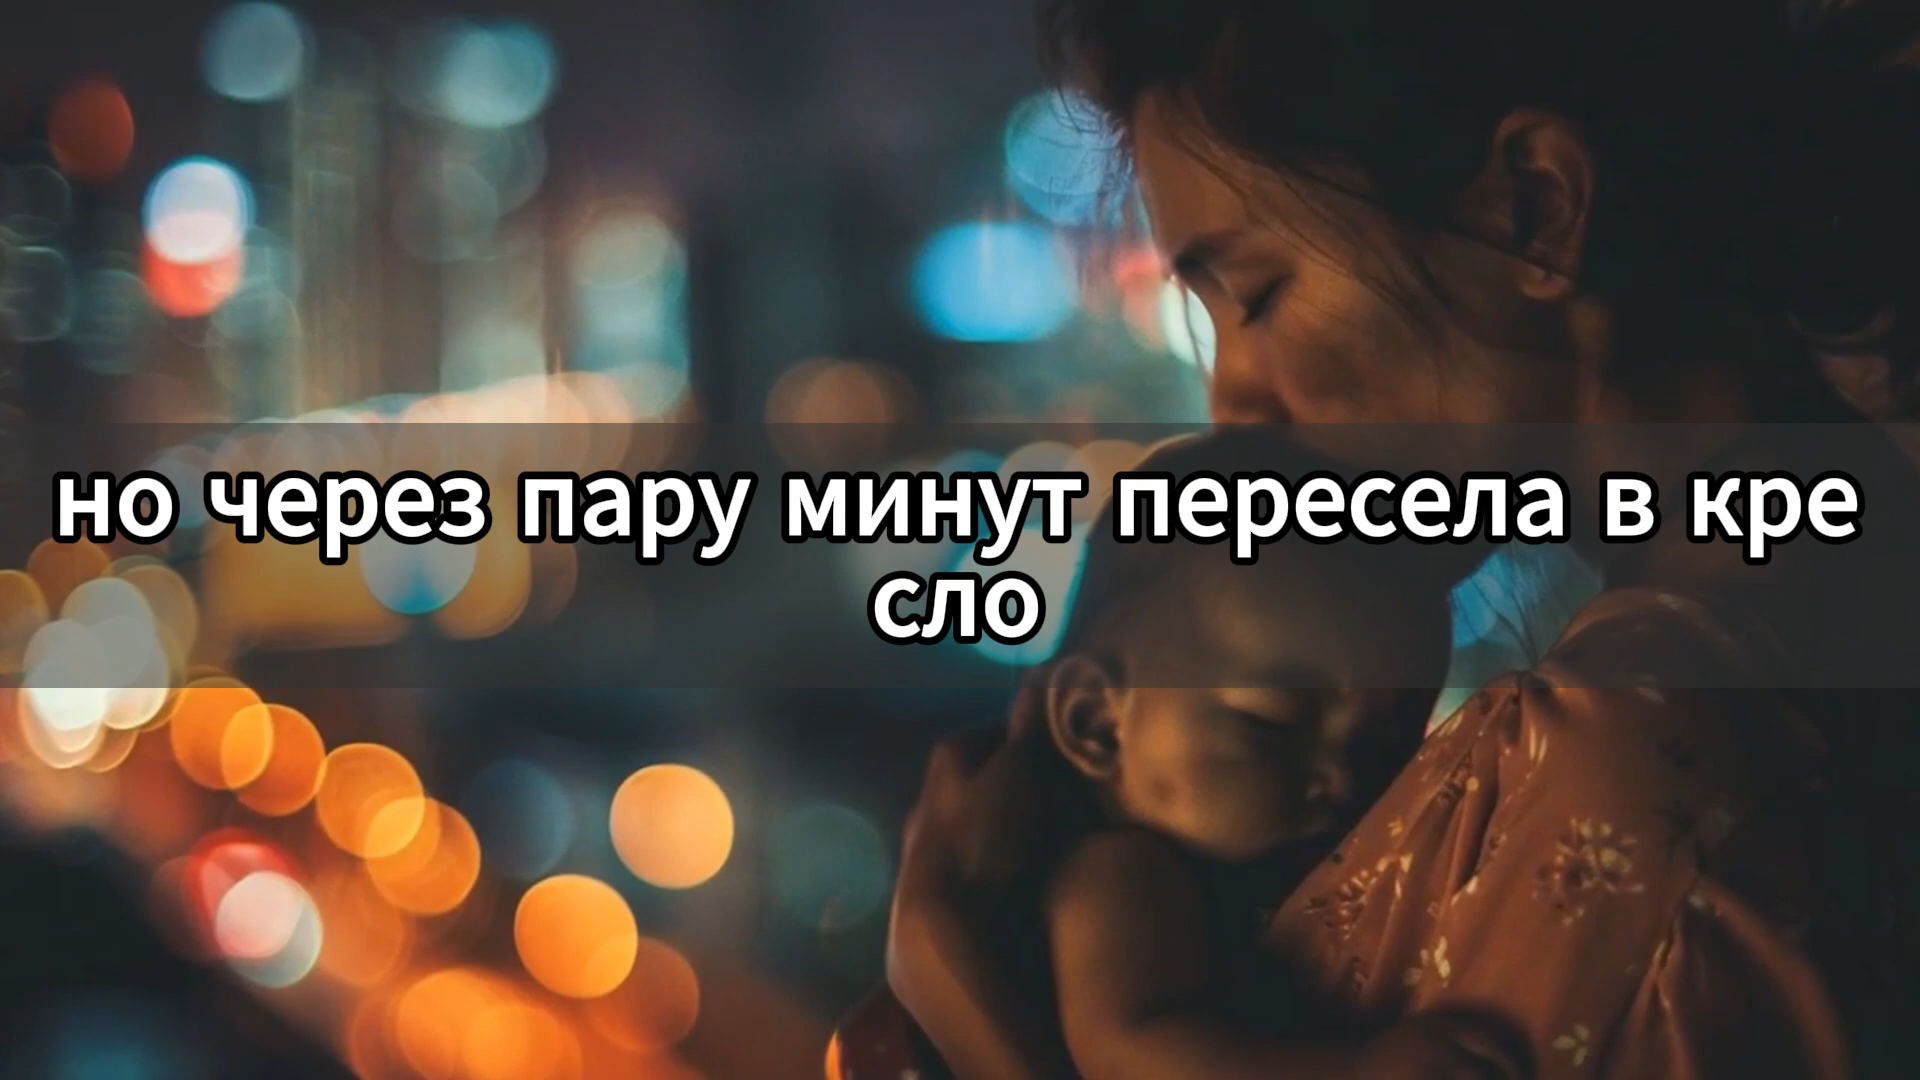 но через пару минут пересела в кре
сло